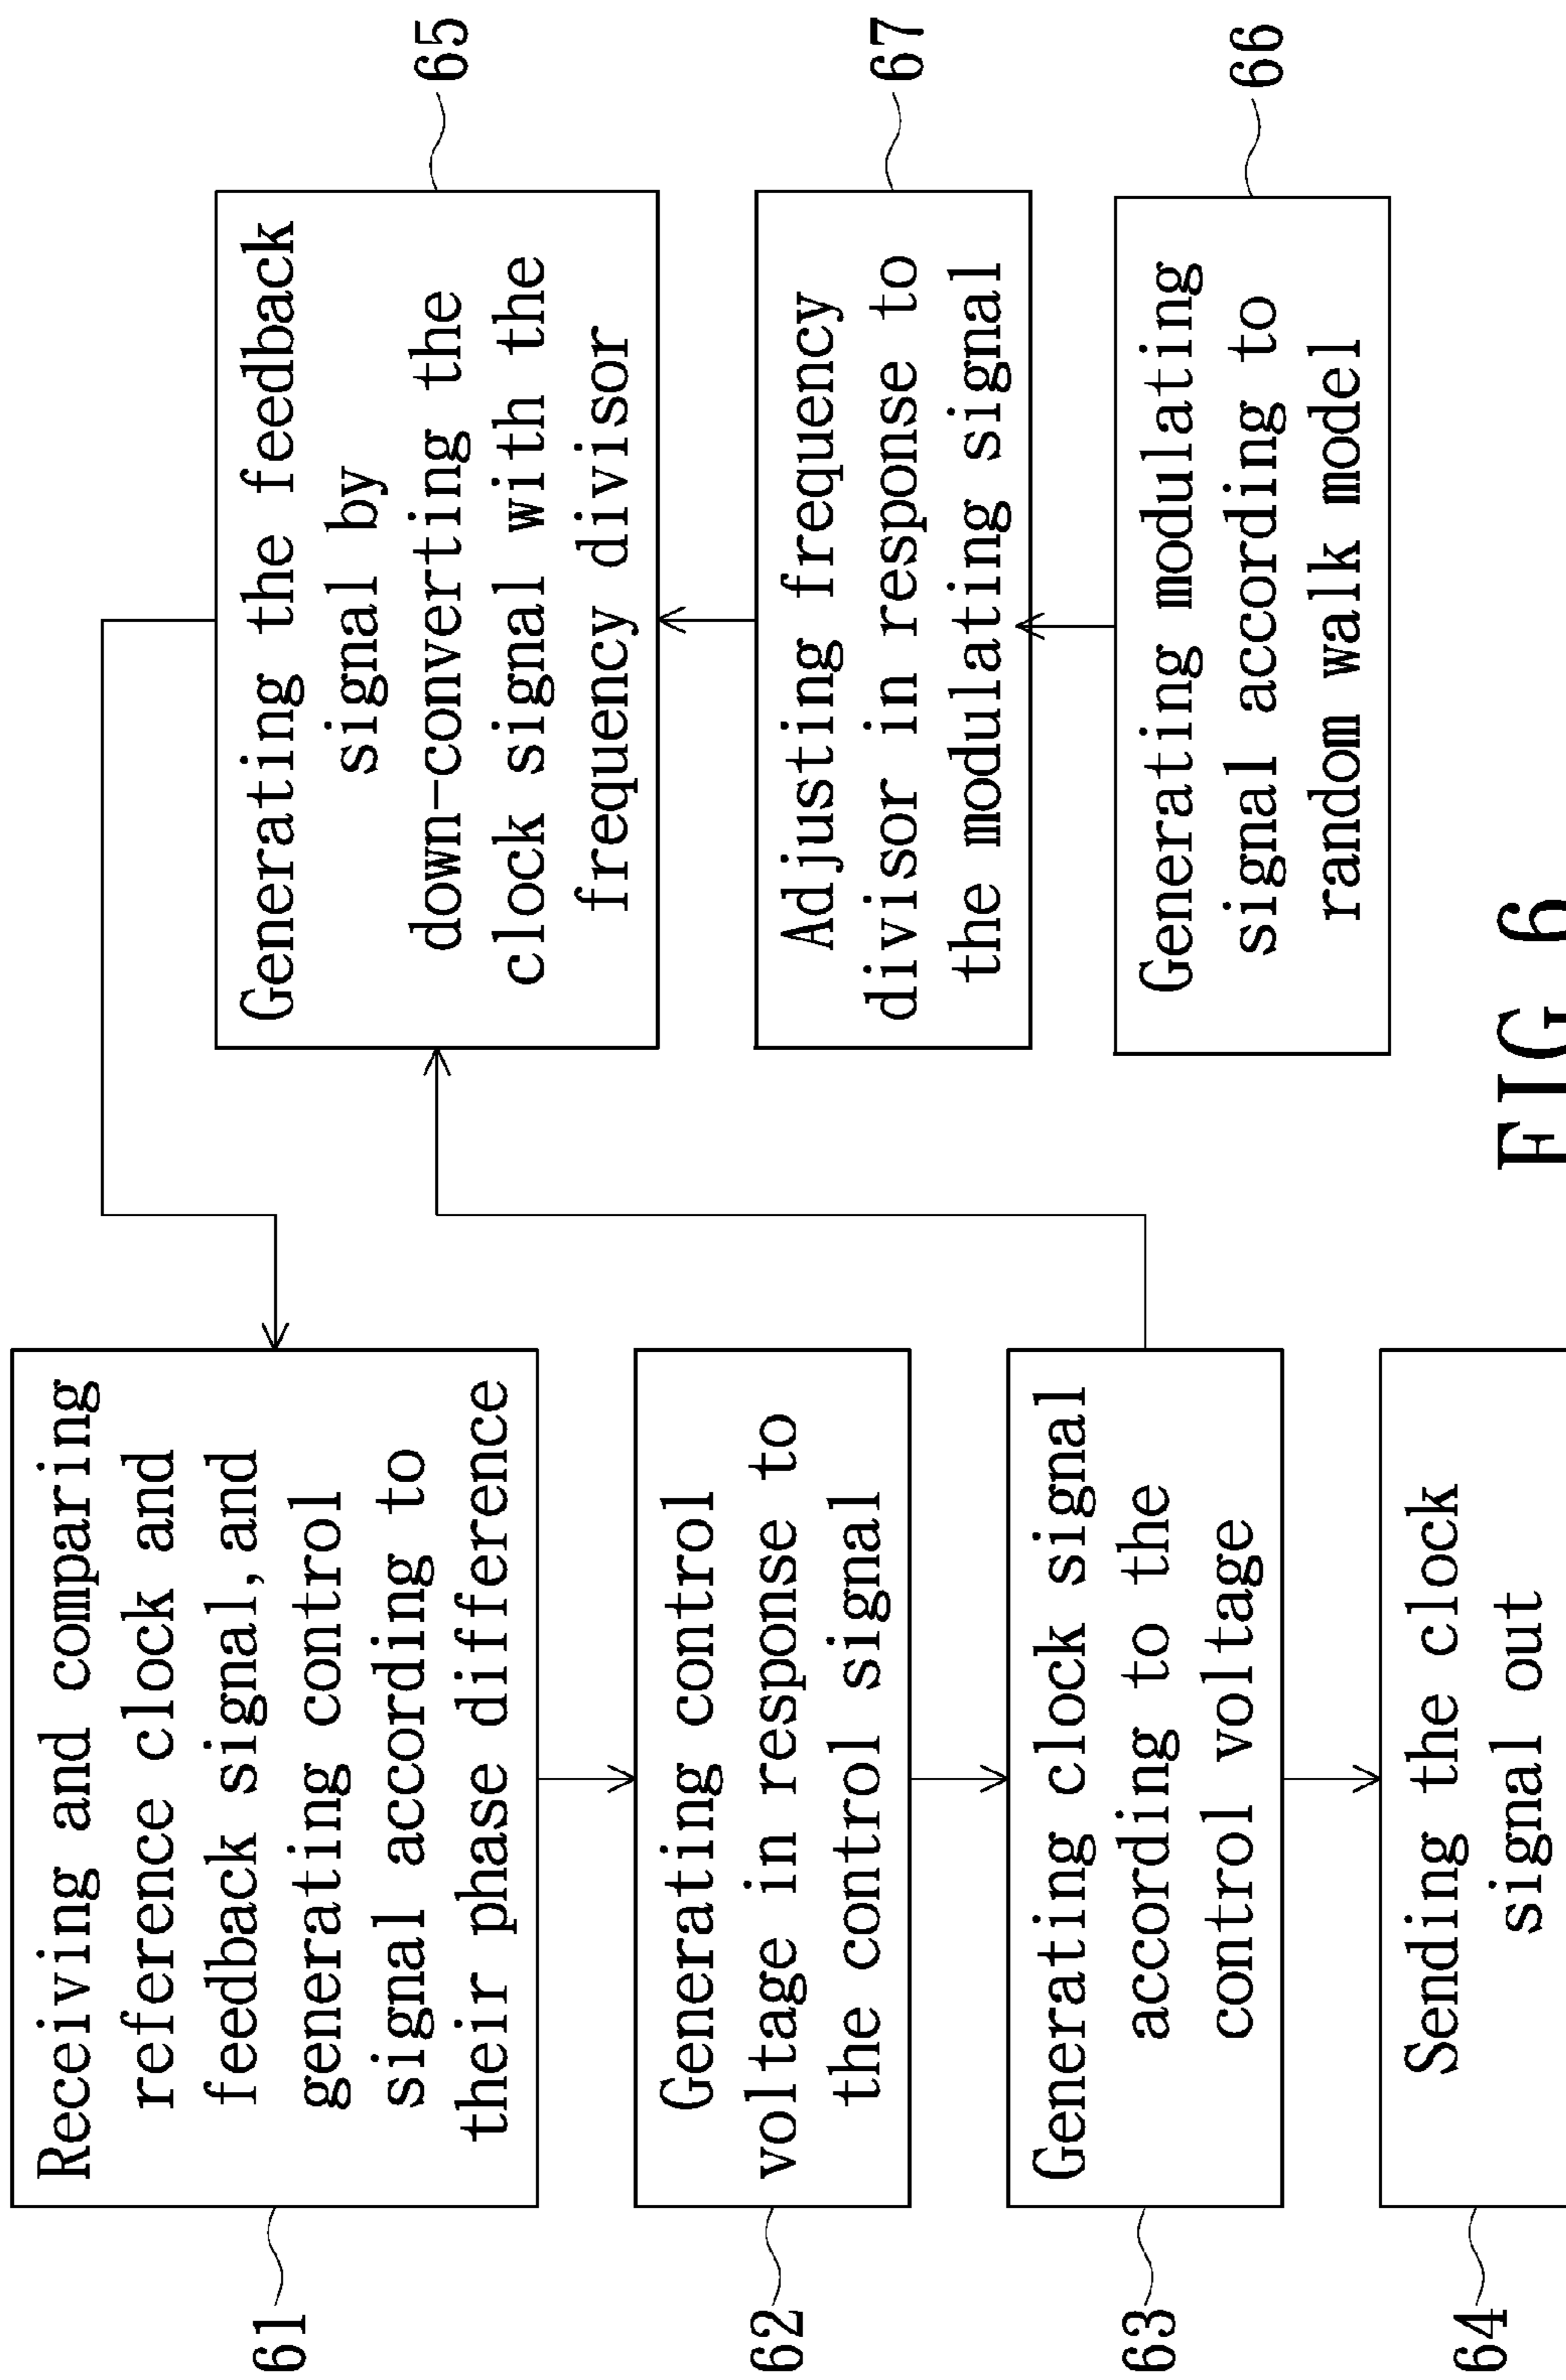 61
Receiving and comparing
reference clock and
feedback signal, and
generating control
signal according to
their phase difference
62
Generating control
voltage in response to
the control signal
63
Generating clock signal
according to the
control voltage
64
Sending the clock
signal out
65
Generating the feedback
signal by
down-converting the
clock signal with the
frequency divisor
67
Adjusting frequency
divisor in response to
the modulating signal
66
Generating modulating
signal according to
random walk model
FIG 6